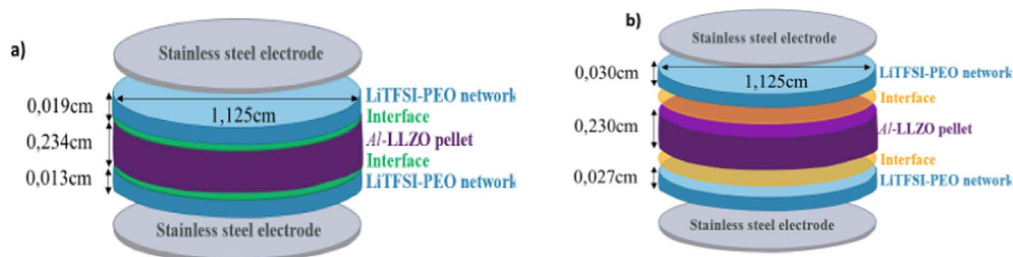 a)
Stainless steel electrode
0,019cm
1,125cm
LiTFSI-PEO network
Interface
0,234cm
Al-LLZO pellet
Interface
0,013cm
LiTFSI-PEO network
Stainless steel electrode
b)
Stainless steel electrode
0,030cm
1,125cm
LiTFSI-PEO network
Interface
0,230cm
Al-LLZO pellet
Interface
0,027cm
LiTFSI-PEO network
Stainless steel electrode